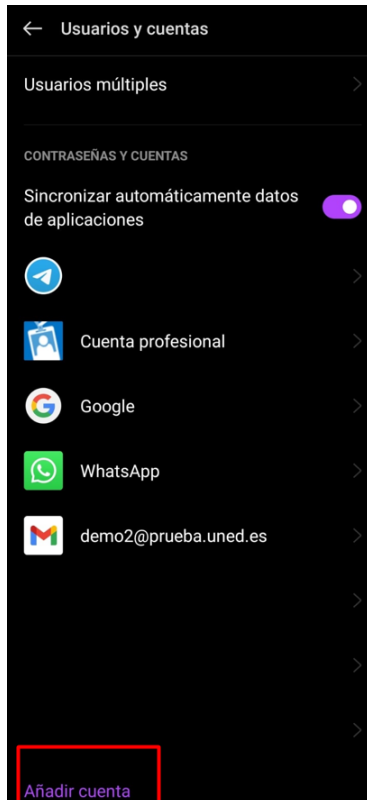 Usuarios y cuentas
Usuarios múltiples
CONTRASEÑAS Y CUENTAS
Sincronizar automáticamente datos
de aplicaciones
Cuenta profesional
Google
WhatsApp
demo2@prueba.uned.es
Añadir cuenta